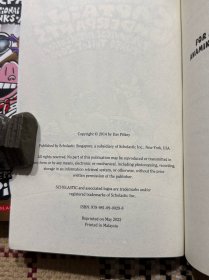 FOR
Copyright © 2014 by Dav Pilkey
Published by Scholastic Singapore, a subsidiary of Scholastic Inc., New York, USA.
All rights reserved. No part of this publication may be reproduced or transmitted in
any form or by any means, electronic or mechanical, including photocopying, recording,
storing in an information retrieval system, or otherwise, without the prior
written permission of the publisher.
SCHOLASTIC and associated logos are trademarks and/or
registered trademarks of Scholastic Inc.
Reprinted on May 2022
Printed in Malaysia